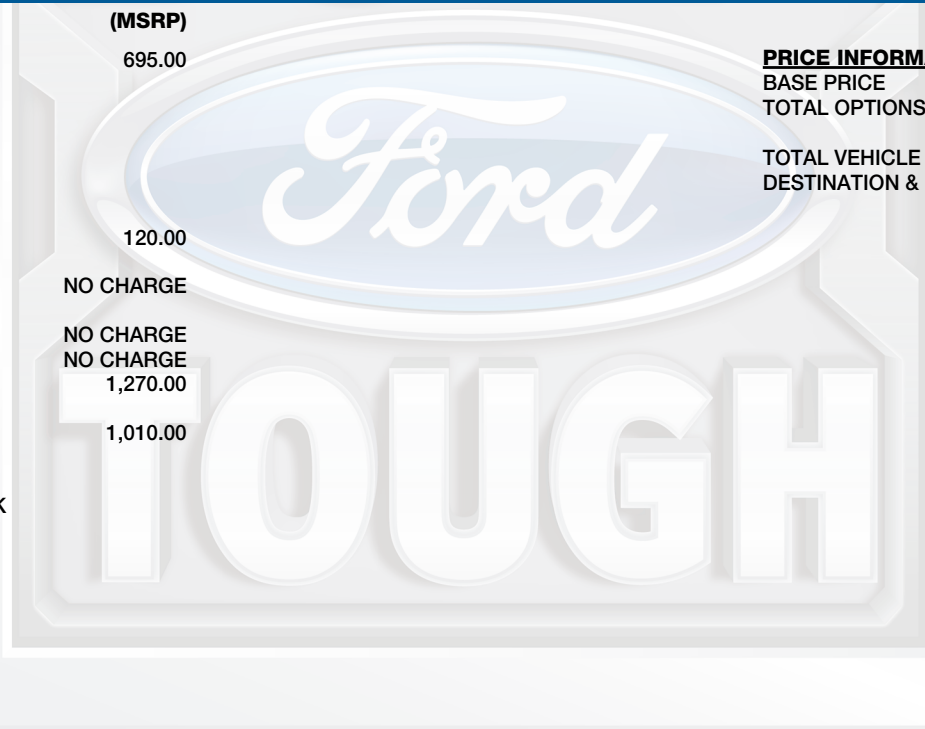 (MSRP)
695.00
120.00
NO CHARGE
NO CHARGE
NO CHARGE
1,270.00
1,010.00
K
PRICE INFORMA
BASE PRICE
TOTAL OPTIONS
TOTAL VEHICLE
DESTINATION &
Ford
TOUGH